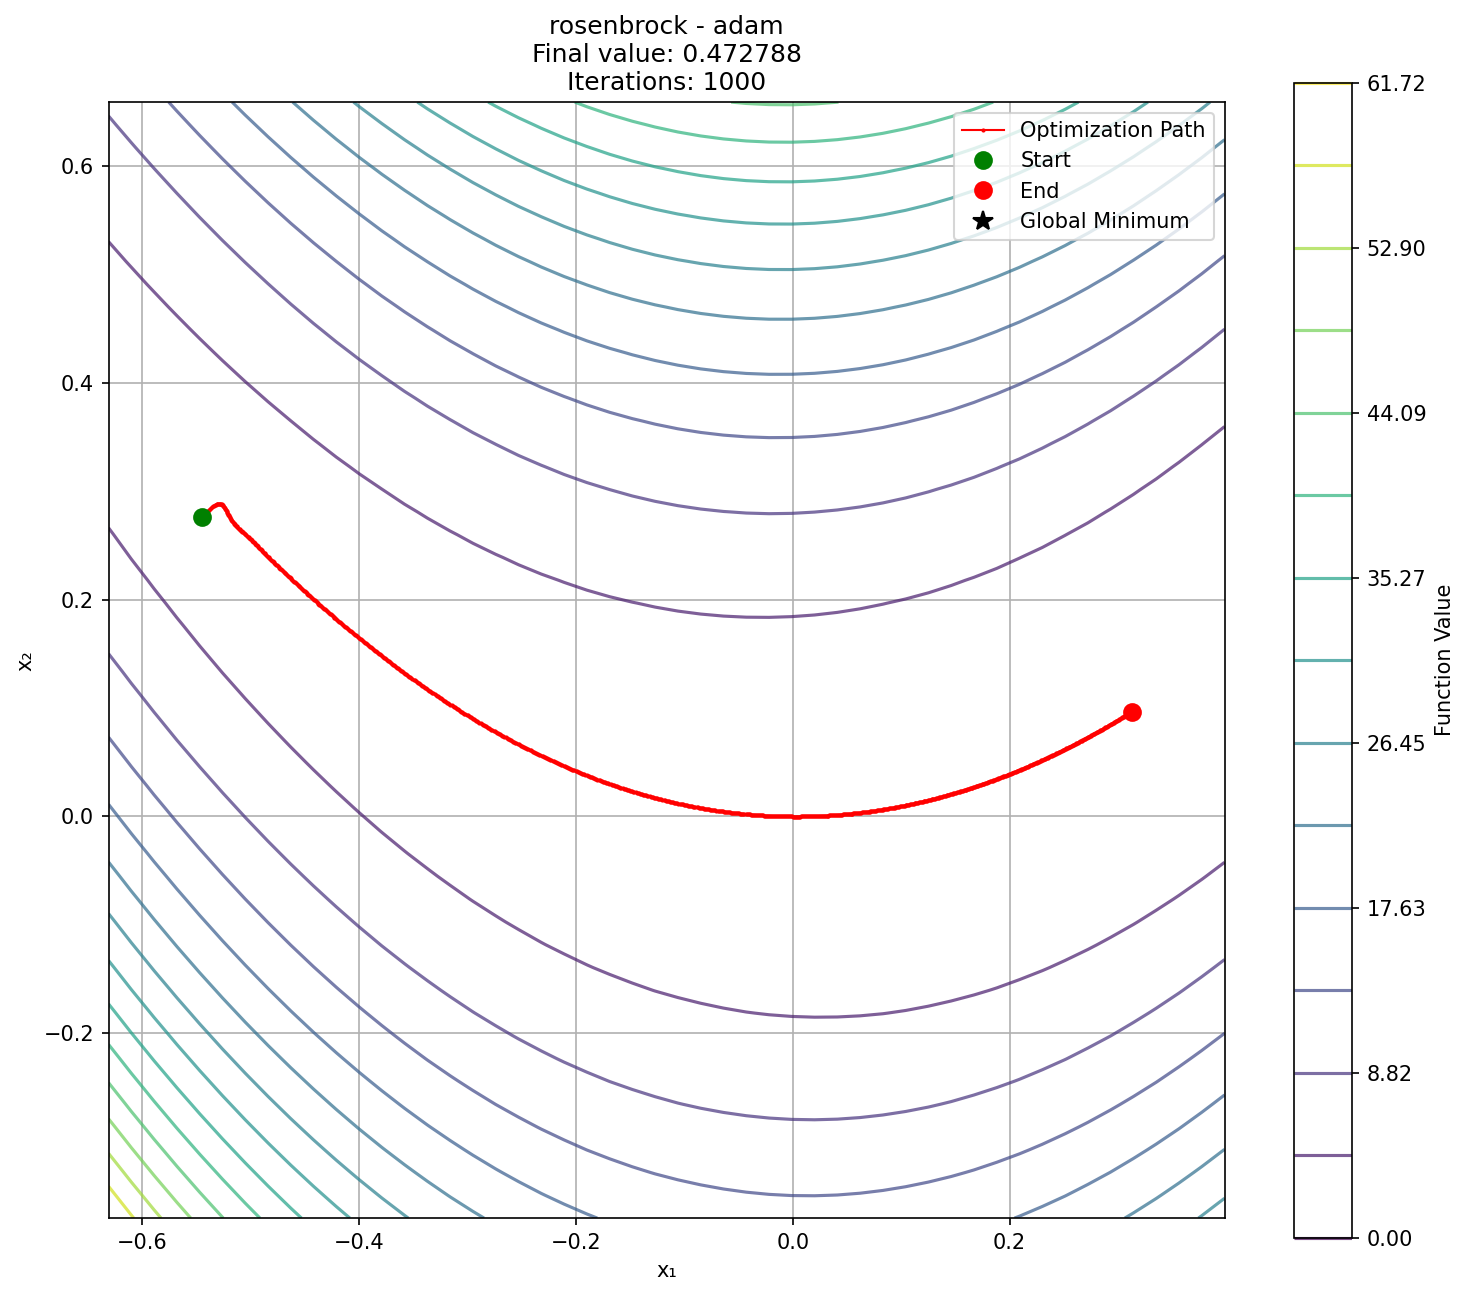 rosenbrock - adam
Final value: 0.472788
Iterations: 1000
Optimization Path
Start
End
Global Minimum
0.6
0.4
0.2
0.0
−0.2
x₂
−0.6
−0.4
−0.2
0.0
0.2
x₁
61.72
52.90
44.09
35.27
26.45
17.63
8.82
0.00
Function Value